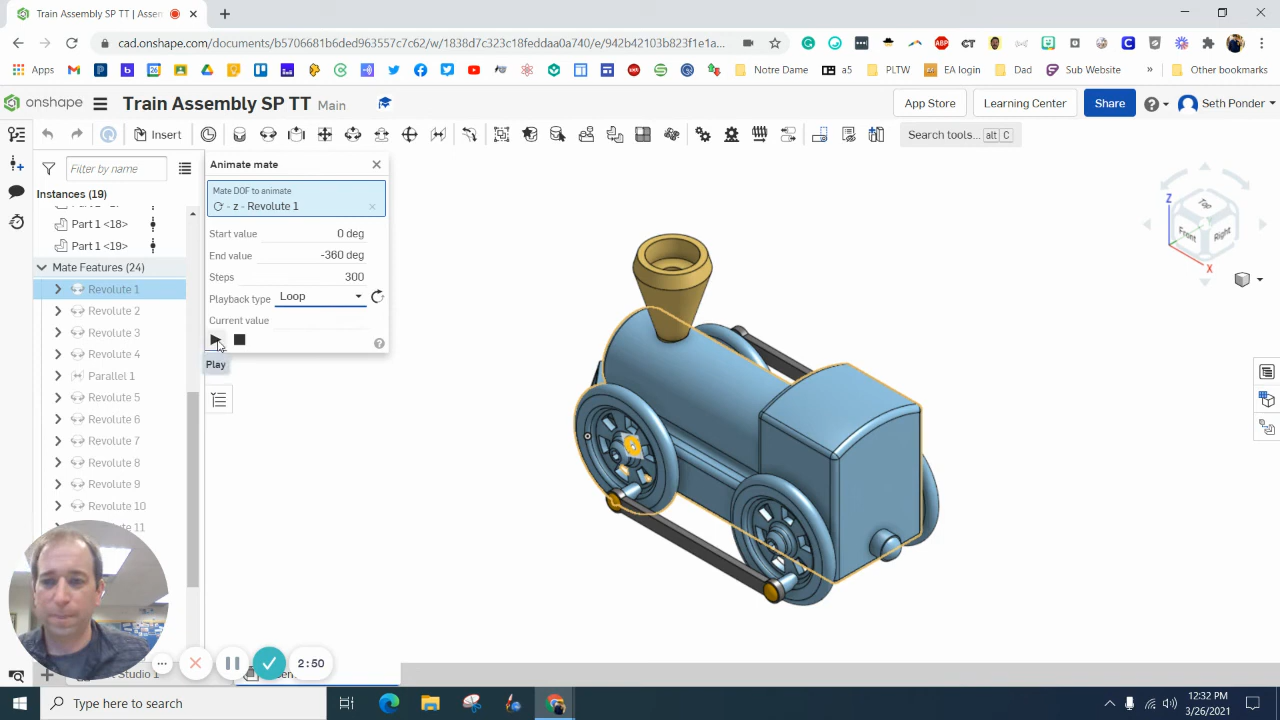 Train Assembly SP TT | Assem
cad.onshape.com/documents/b5706681b6fed963557c7c62/w/1838d7c323c18feddaa0a7402/e/942b42103b823f1e1a...
Apps
Notre Dame
a5
PLTW
EA login
Dad
Sub Website
»
Other bookmarks
onshape
Train Assembly SP TT Main
App Store
Learning Center
Share
Seth Ponder
Insert
Search tools... alt C
Filter by name
Instances (19)
Part 1 <18>
Part 1 <19>
Mate Features (24)
Revolute 1
Revolute 2
Revolute 3
Revolute 4
Parallel 1
Revolute 5
Revolute 6
Revolute 7
Revolute 8
Revolute 9
Revolute 10
Animate mate
Mate DOF to animate
- z - Revolute 1
Start value 0 deg
End value -360 deg
Steps 300
Playback type Loop
Current value
Play
Z
Front
Right
X
2:50
Type here to search
12:32 PM
3/26/2021